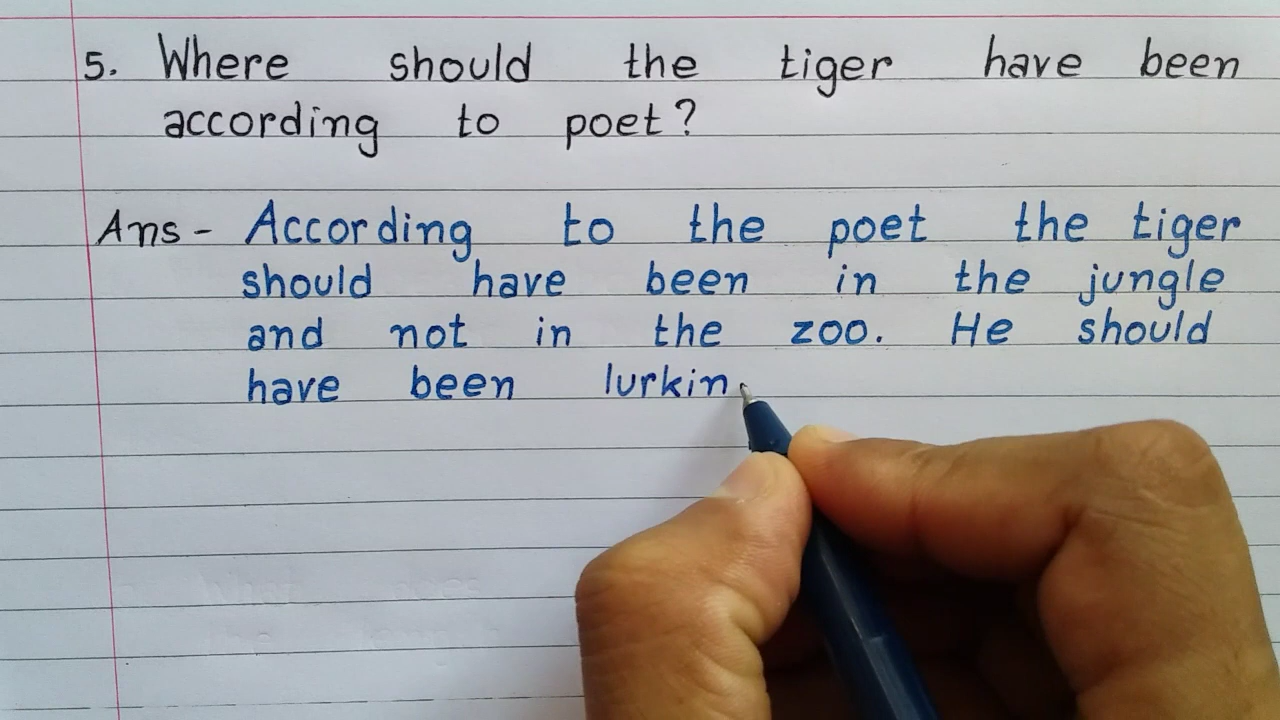 5. Where should the tiger have been
according to poet?
Ans - According to the poet the tiger
should have been in the jungle
and not in the zoo. He should
have been lurkin